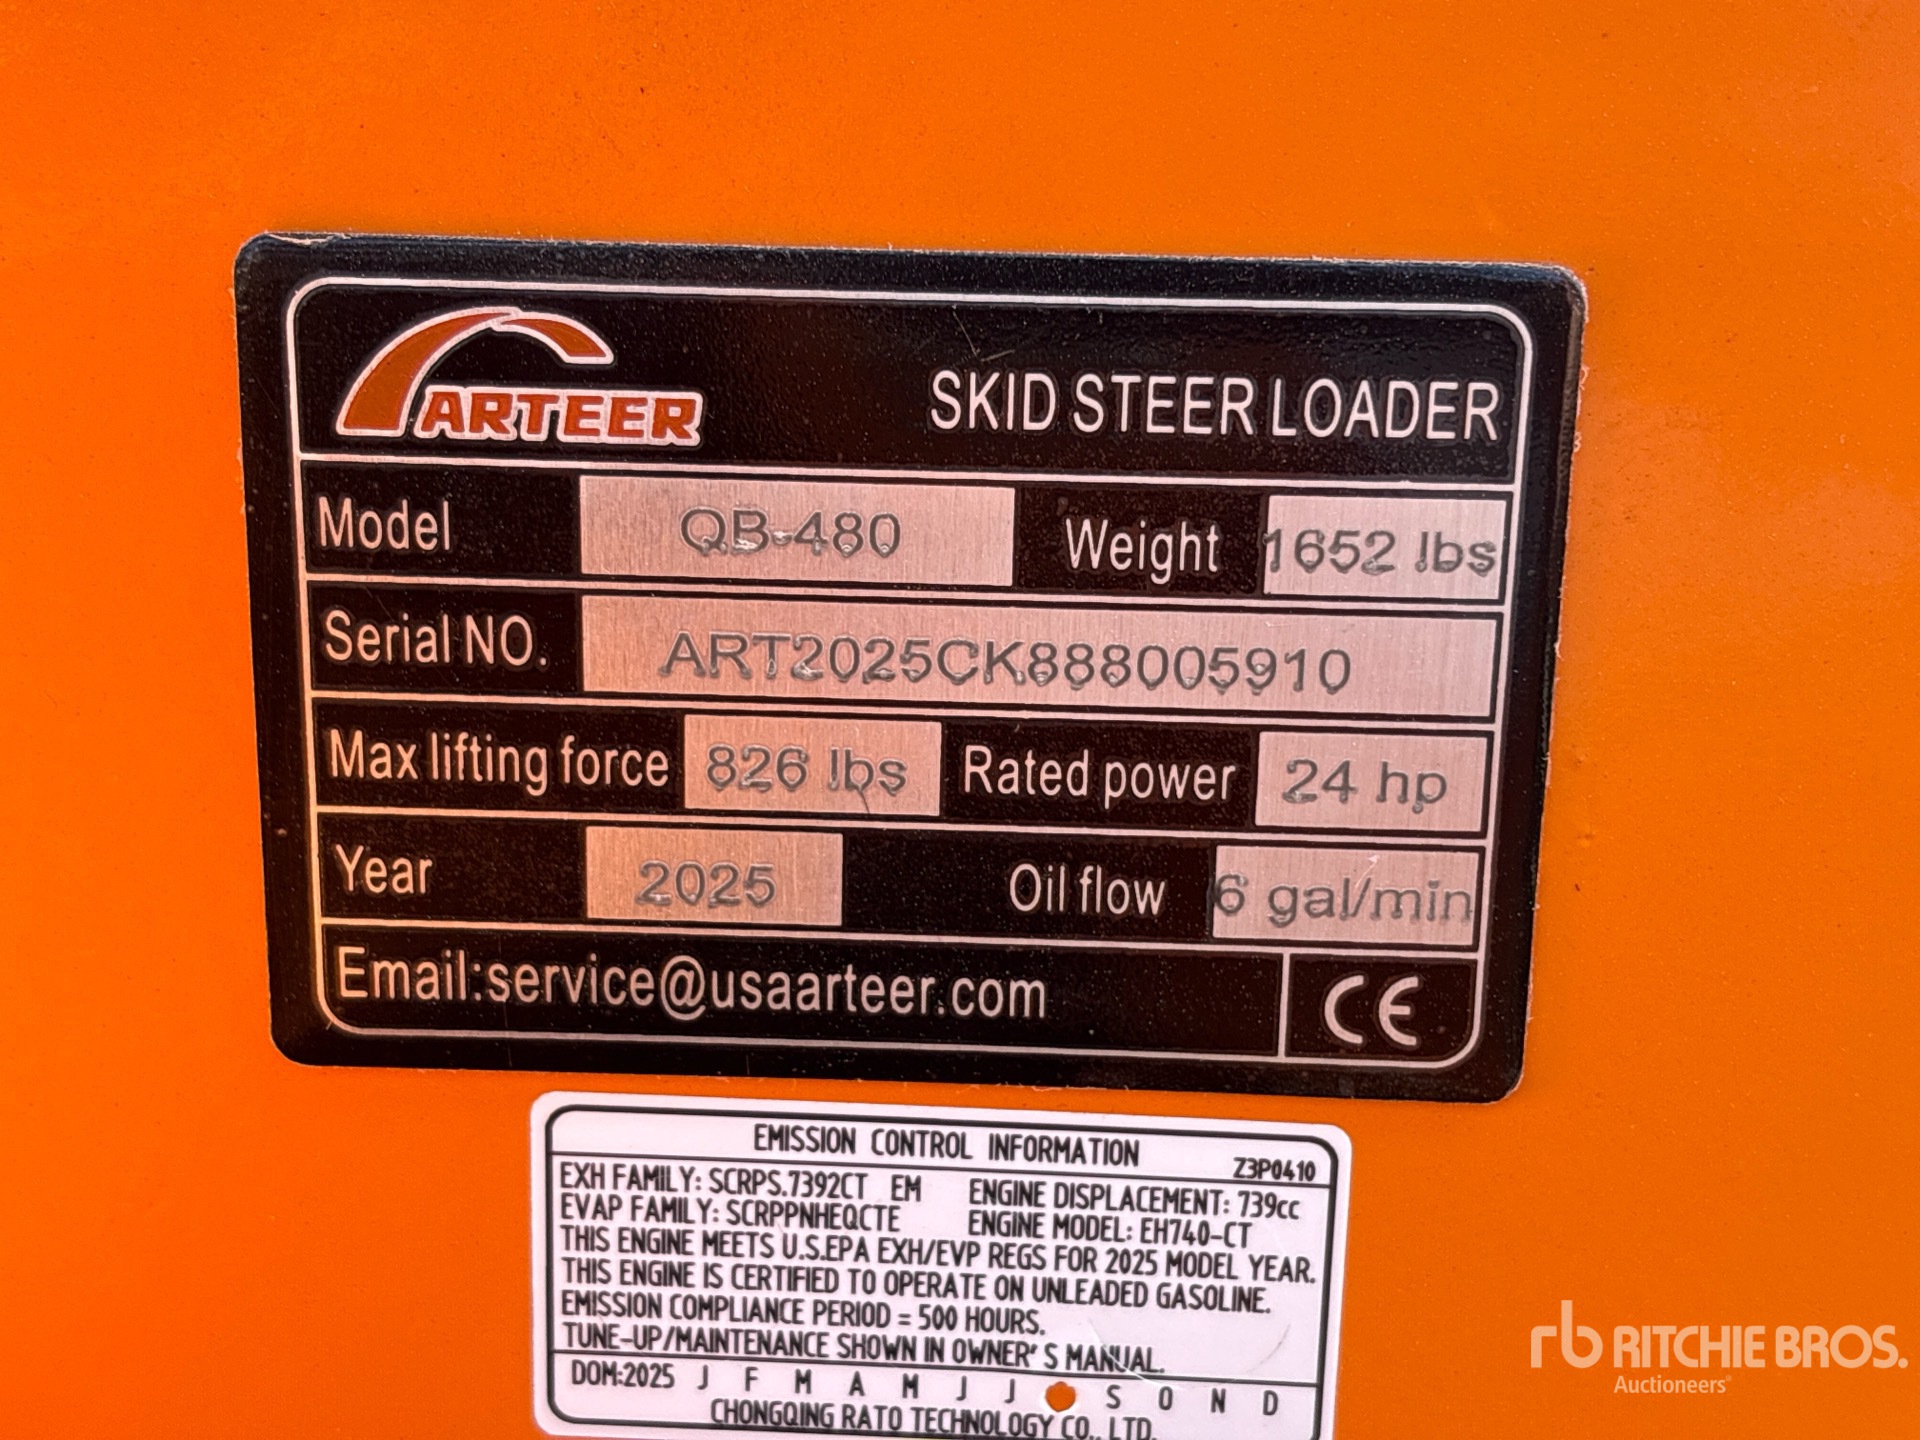 ARTEER
SKID STEER LOADER
Model QB-480 Weight 1652 lbs
Serial NO. ART2025CK888005910
Max lifting force 826 lbs Rated power 24 hp
Year 2025 Oil flow 6 gal/min
Email:service@usaarteer.com CE
EMISSION CONTROL INFORMATION Z3P0410
EXH FAMILY: SCRPS.7392CT EM ENGINE DISPLACEMENT: 739cc
EVAP FAMILY: SCRPPNHEQCTE ENGINE MODEL: EH740-CT
THIS ENGINE MEETS U.S.EPA EXH/EVP REGS FOR 2025 MODEL YEAR.
THIS ENGINE IS CERTIFIED TO OPERATE ON UNLEADED GASOLINE.
EMISSION COMPLIANCE PERIOD = 500 HOURS.
TUNE-UP/MAINTENANCE SHOWN IN OWNER' S MANUAL.
DOM:2025 J F M A M J J S O N D
CHONGQING RATO TECHNOLOGY CO., LTD.
rb RITCHIE BROS.
Auctioneers